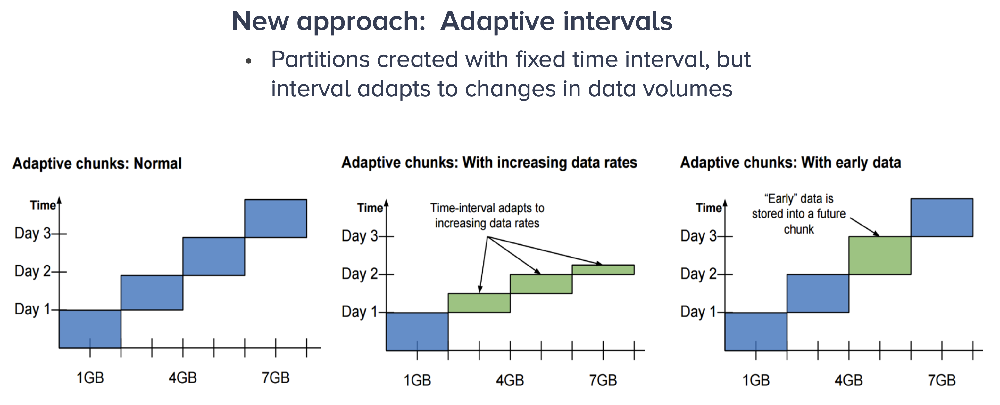 New approach:  Adaptive intervals
• Partitions created with fixed time interval, but
interval adapts to changes in data volumes
Adaptive chunks: Normal
Time
Day 3
Day 2
Day 1
1GB 4GB 7GB
Adaptive chunks: With increasing data rates
Time-interval adapts to
increasing data rates
Time
Day 3
Day 2
Day 1
1GB 4GB 7GB
Adaptive chunks: With early data
“Early” data is
stored into a future
chunk
Time
Day 3
Day 2
Day 1
1GB 4GB 7GB